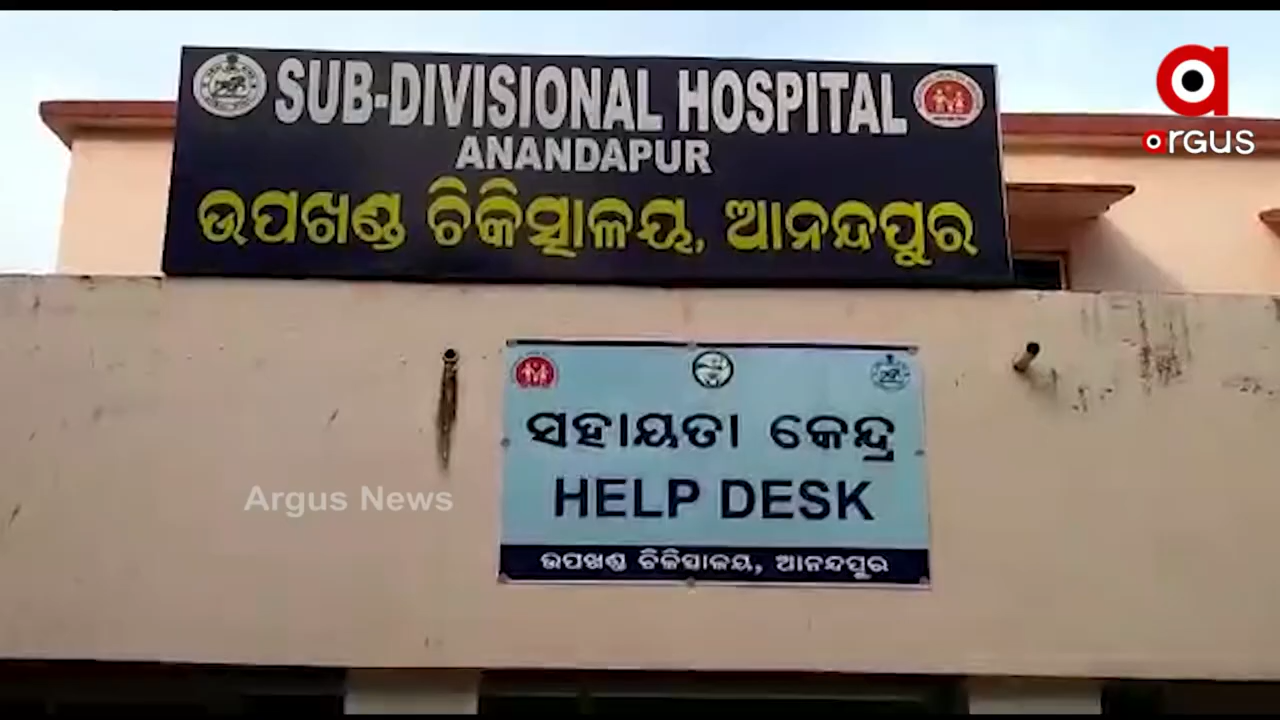 SUB-DIVISIONAL HOSPITAL
ANANDAPUR
ଉପଖଣ୍ଡ ଚିକିତ୍ସାଳୟ, ଆନନ୍ଦପୁର
argus
ସହାୟତା କେନ୍ଦ୍ର
HELP DESK
ଉପଖଣ୍ଡ ଚିକିତ୍ସାଳୟ, ଆନନ୍ଦପୁର
Argus News